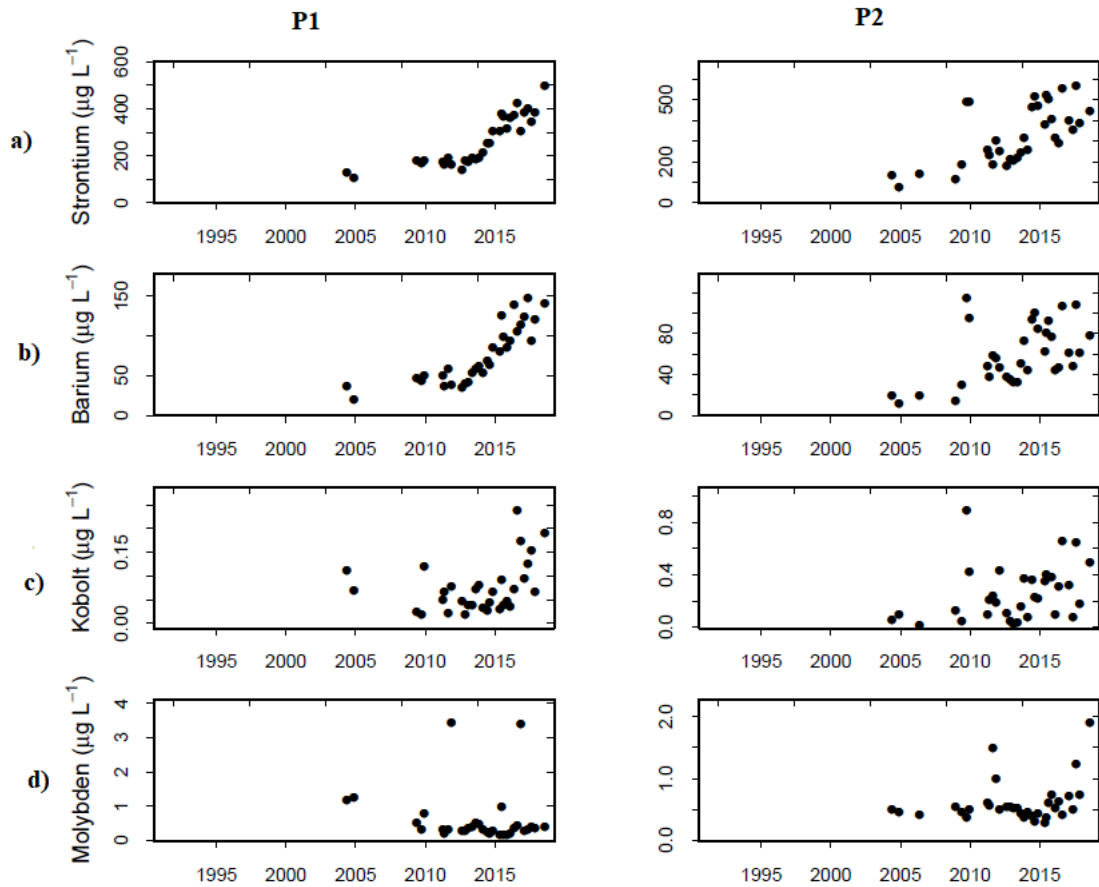 P1 P2
a)
Strontium (µg L⁻¹)
0 200 400 600
0 200 500
1995 2000 2005 2010 2015
1995 2000 2005 2010 2015
b)
Barium (µg L⁻¹)
0 50 150
0 40 80
1995 2000 2005 2010 2015
1995 2000 2005 2010 2015
c)
Kobolt (µg L⁻¹)
0.00 0.15
0.0 0.4 0.8
1995 2000 2005 2010 2015
1995 2000 2005 2010 2015
d)
Molybden (µg L⁻¹)
0 1 2 3 4
0.0 1.0 2.0
1995 2000 2005 2010 2015
1995 2000 2005 2010 2015